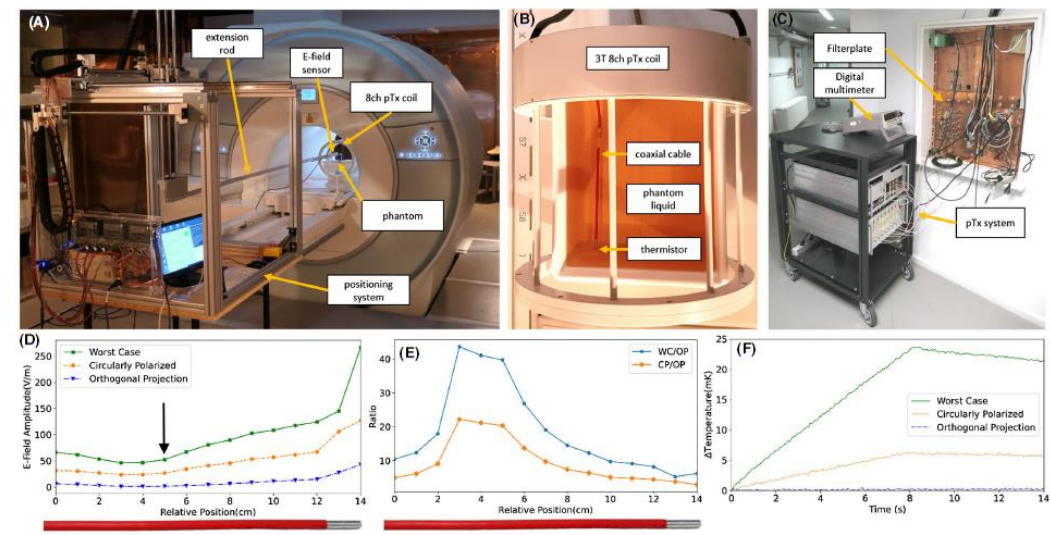 (A)
extension
rod
E-field
sensor
8ch pTx coil
phantom
positioning
system
(B)
3T 8ch pTx coil
coaxial cable
phantom
liquid
thermistor
(C)
Filterplate
Digital
multimeter
pTx system
(D)
Worst Case
Circularly Polarized
Orthogonal Projection
E-Field Amplitude(V/m)
250
200
150
100
50
0
0 2 4 6 8 10 12 14
Relative Position(cm)
(E)
WC/OP
CP/OP
Ratio
40
30
20
10
0
0 2 4 6 8 10 12 14
Relative Position(cm)
(F)
Worst Case
Circularly Polarized
Orthogonal Projection
ΔTemperature(mK)
25
20
15
10
5
0
0 2 4 6 8 10 12 14
Time (s)